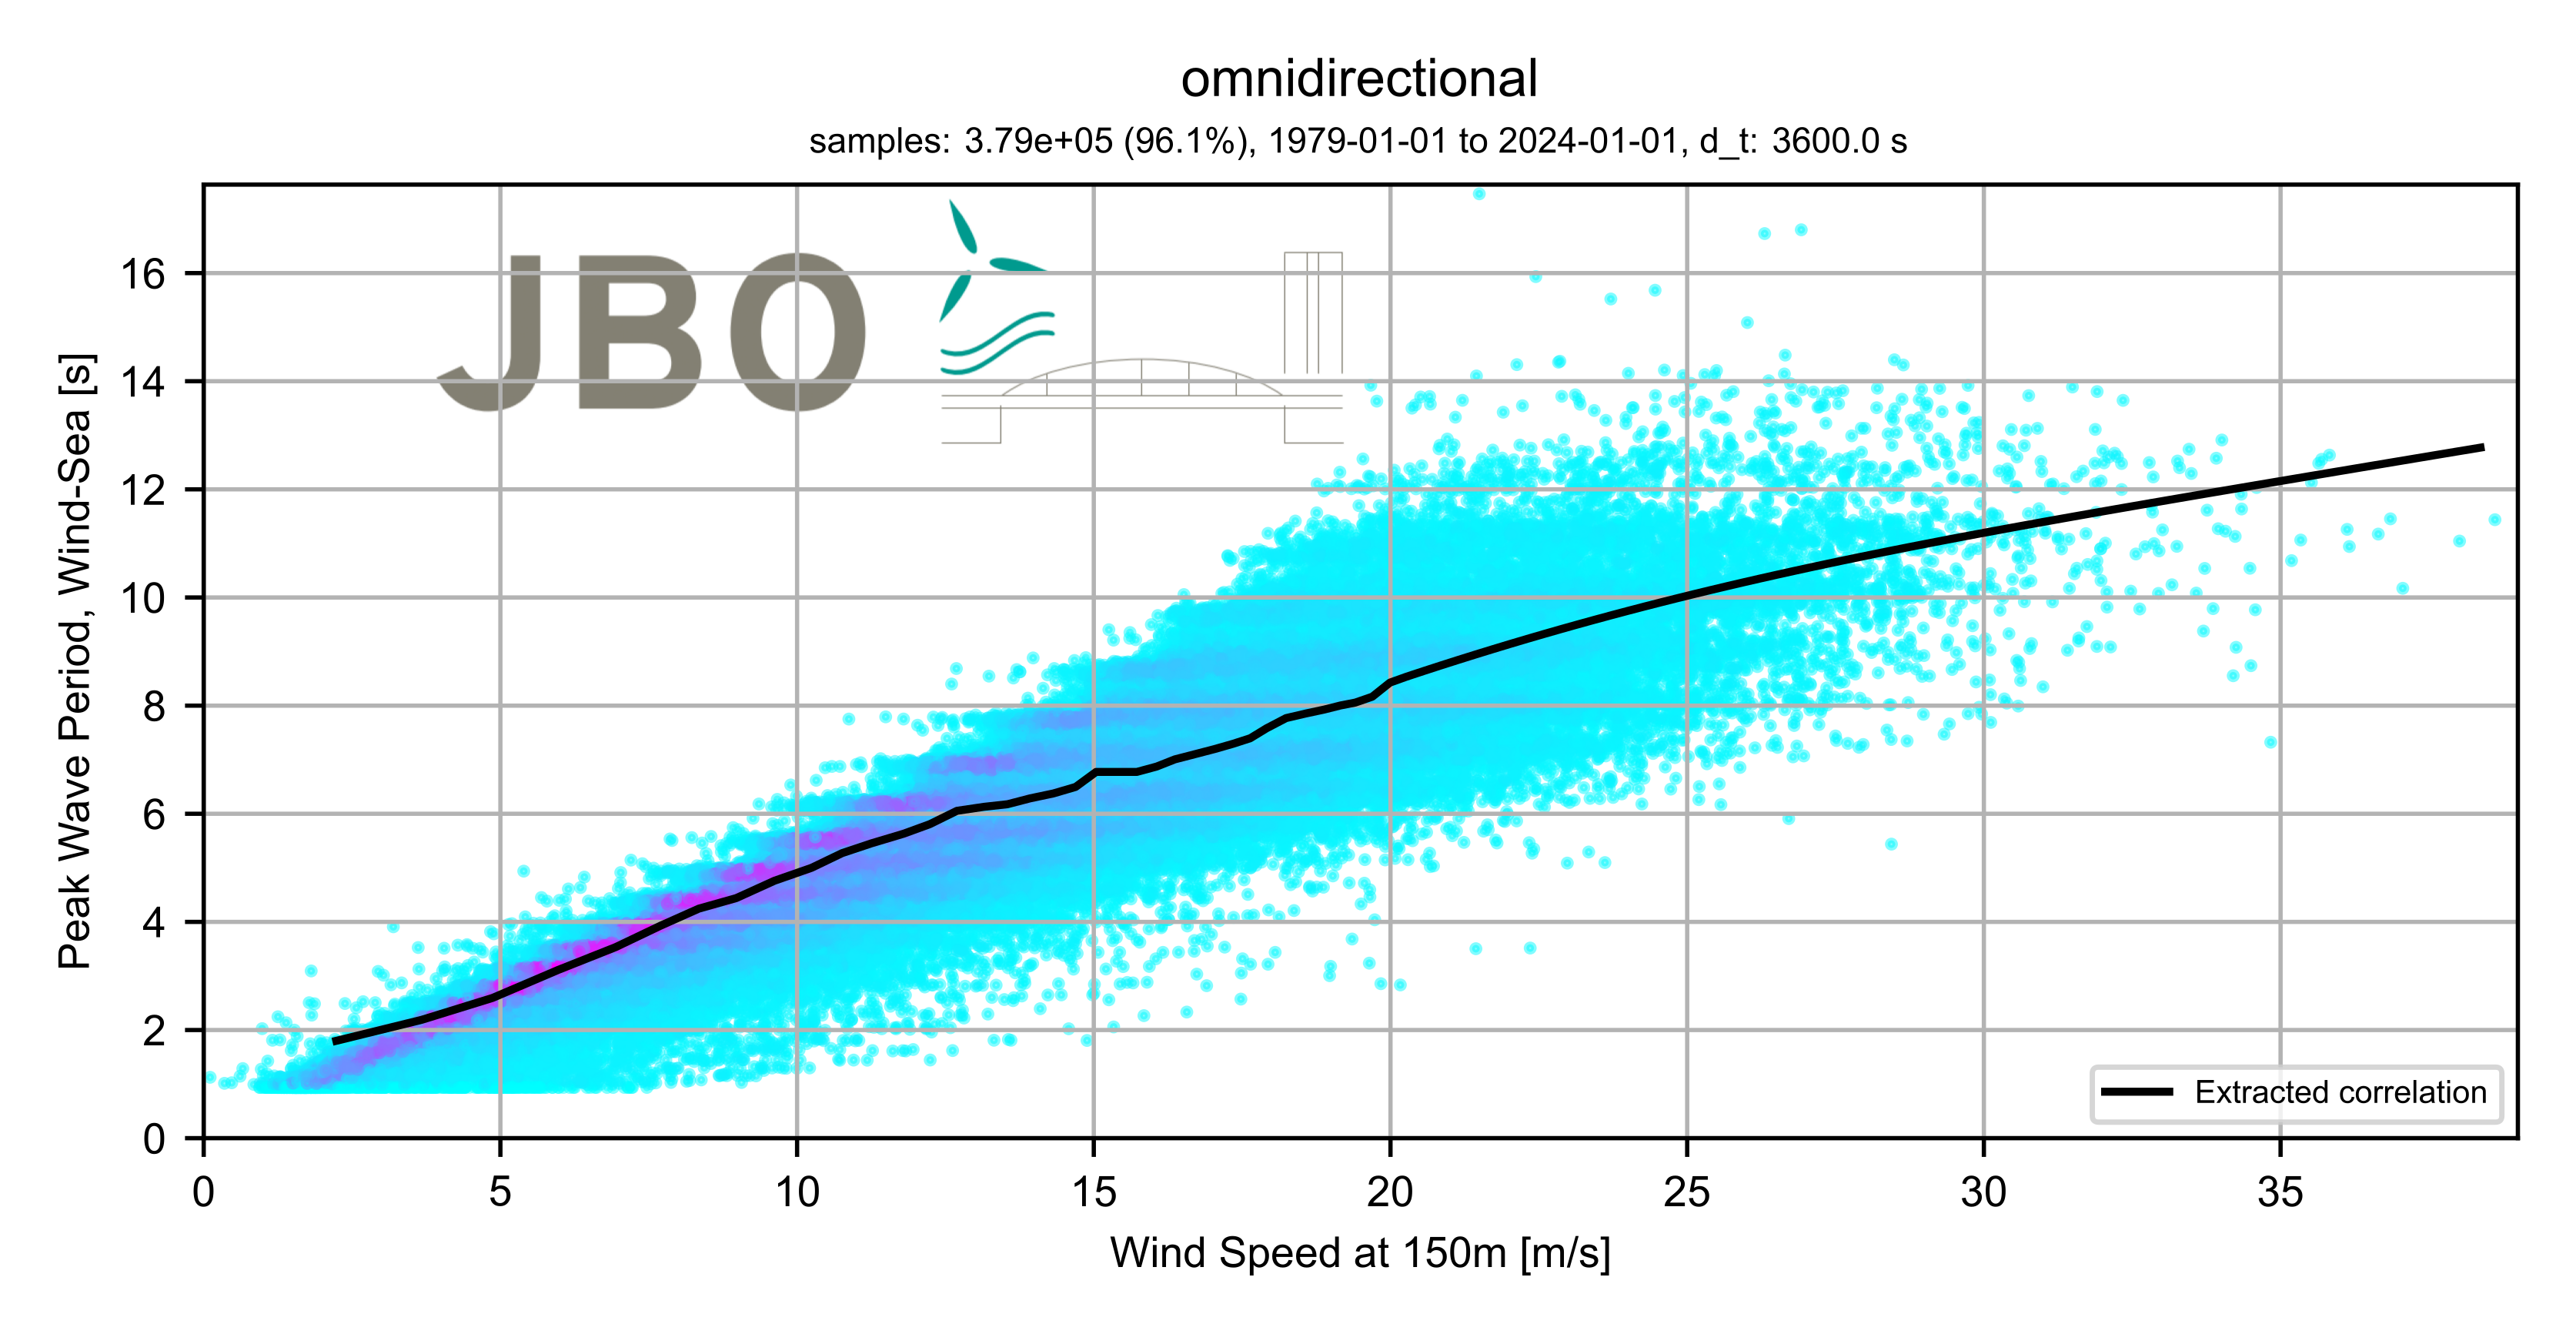 omnidirectional
samples: 3.79e+05 (96.1%), 1979-01-01 to 2024-01-01, d_t: 3600.0 s
JBO
Peak Wave Period, Wind-Sea [s]
16
14
12
10
8
6
4
2
0
Extracted correlation
0 5 10 15 20 25 30 35
Wind Speed at 150m [m/s]